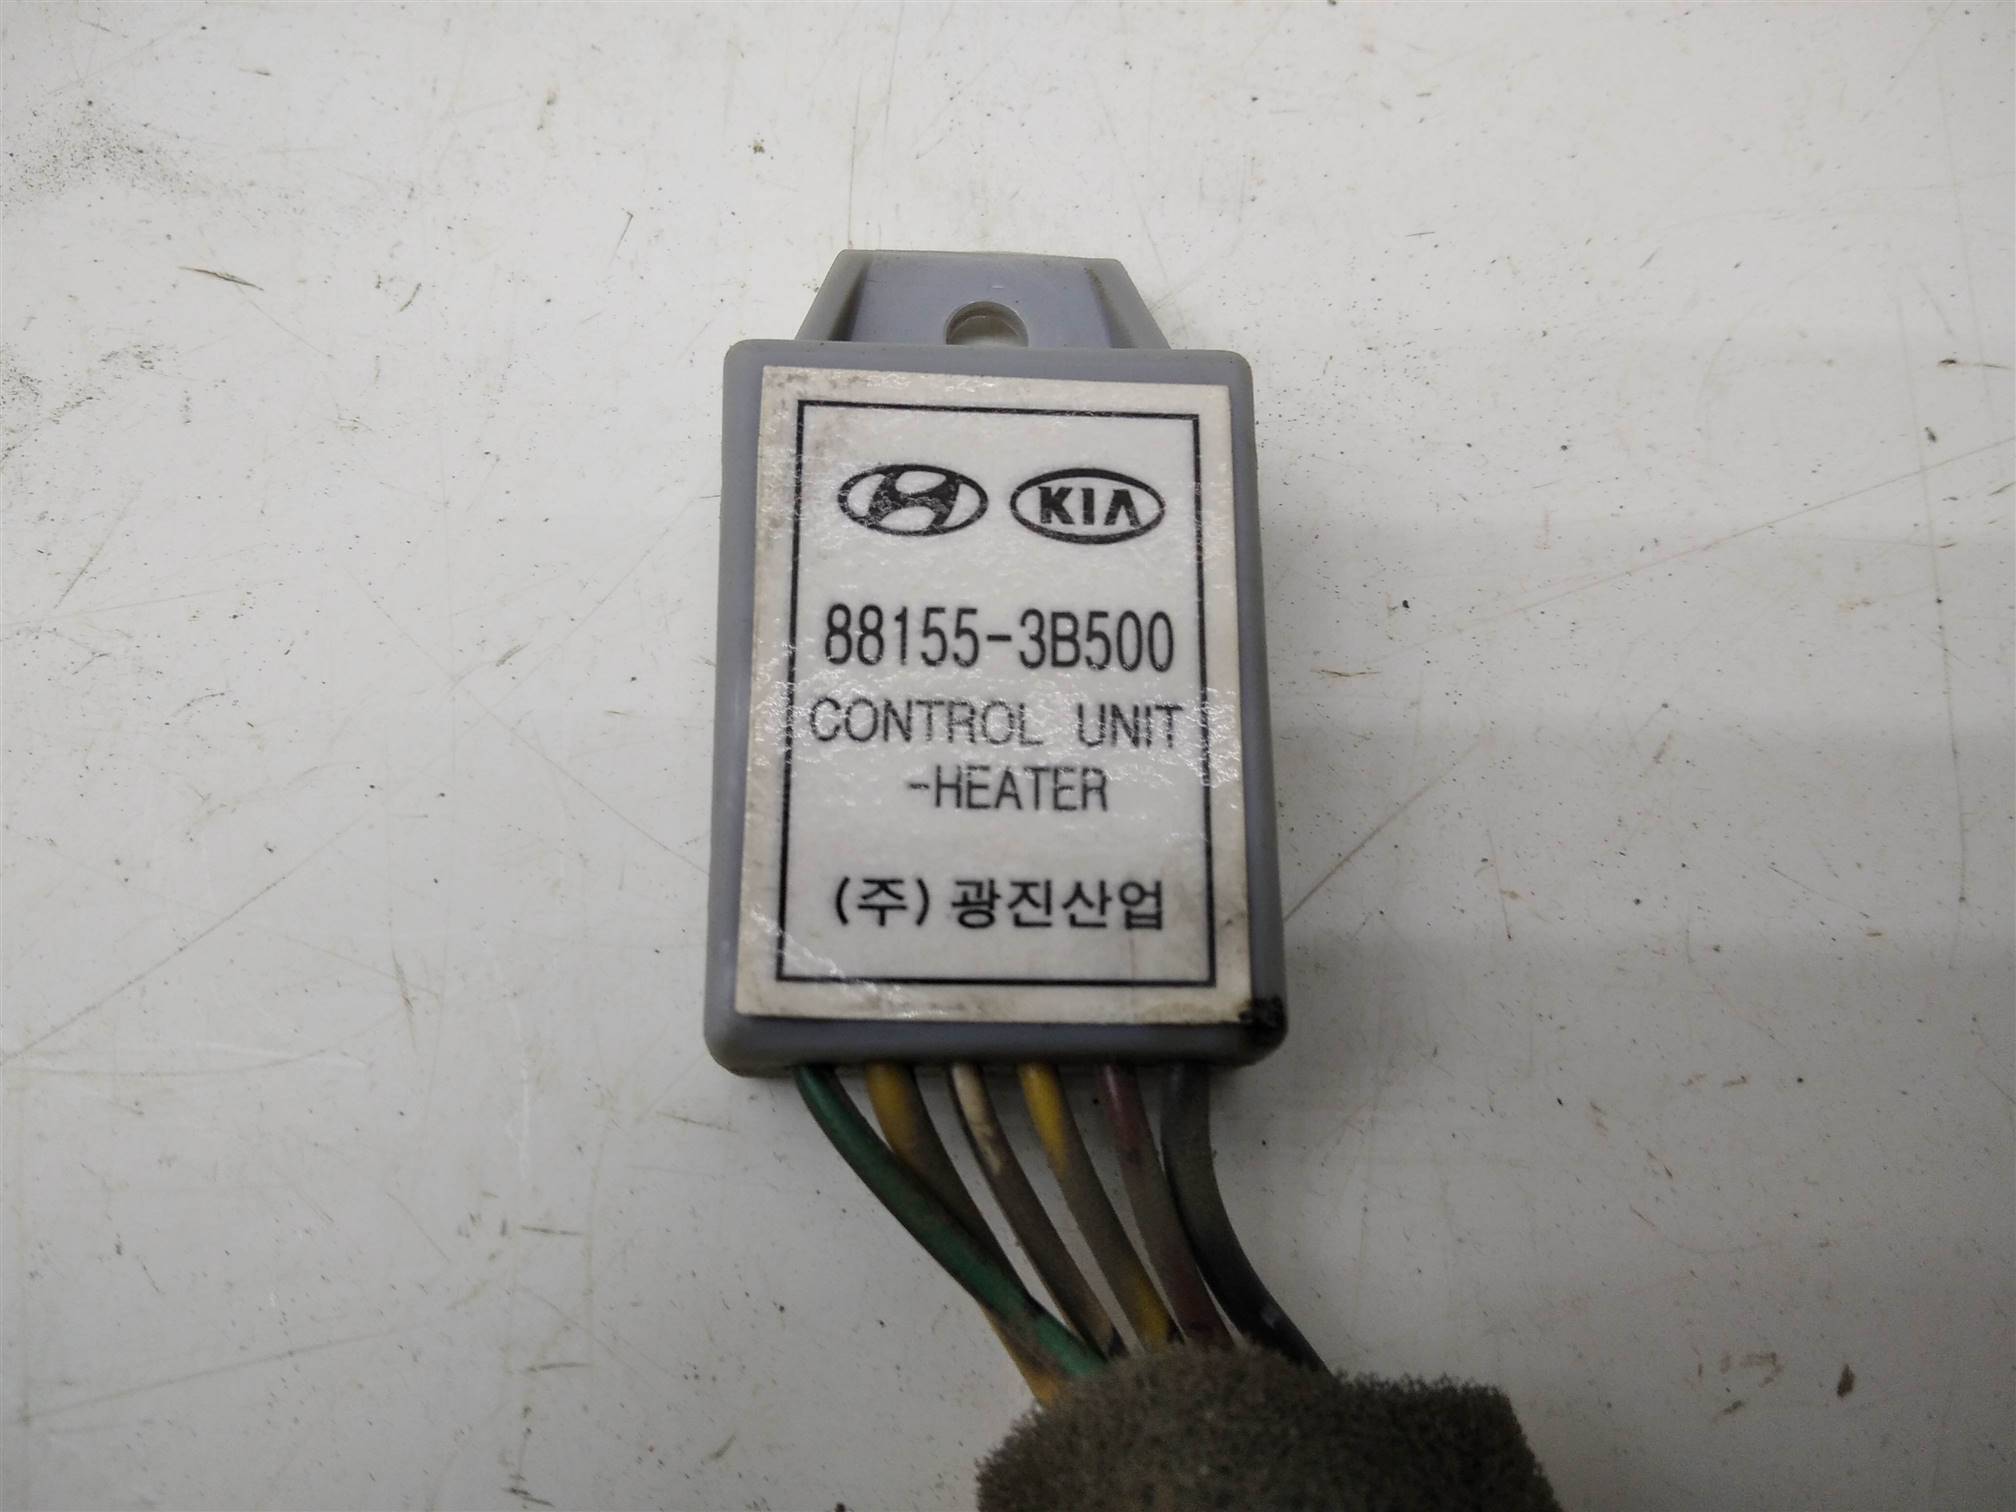 KIA
88155-3B500
CONTROL UNIT
-HEATER
(주) 광진산업